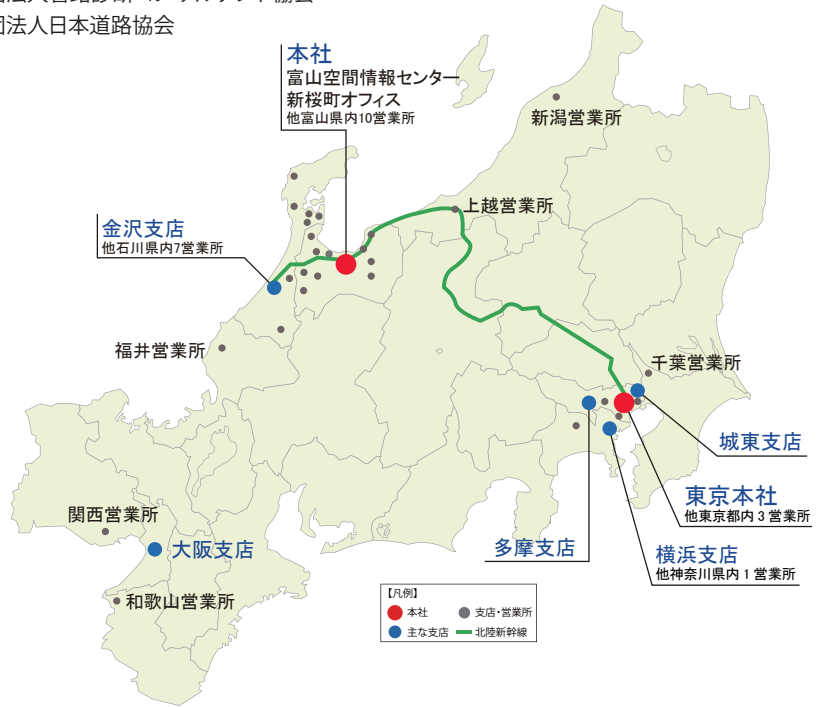 団法人日本道路協会
本社
富山空間情報センター
新桜町オフィス
他富山県内10営業所
新潟営業所
上越営業所
金沢支店
他石川県内7営業所
福井営業所
千葉営業所
城東支店
東京本社
他東京都内3営業所
横浜支店
他神奈川県内1営業所
多摩支店
関西営業所
大阪支店
和歌山営業所
【凡例】
本社
支店・営業所
主な支店
北陸新幹線